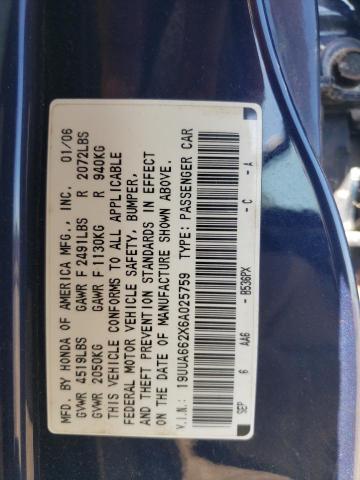 MFD. BY HONDA OF AMERICA MFG., INC. 01/06
GVWR 4519LBS GAWR F 2491LBS R 2072LBS
GVWR 2050KG GAWR F 1130KG R 940KG
THIS VEHICLE CONFORMS TO ALL APPLICABLE
FEDERAL MOTOR VEHICLE SAFETY, BUMPER,
AND THEFT PREVENTION STANDARDS IN EFFECT
ON THE DATE OF MANUFACTURE SHOWN ABOVE.
V.I.N.: 19UUA662X6A025759 TYPE: PASSENGER CAR
SEP 6 AA6 - B536PX - C - A